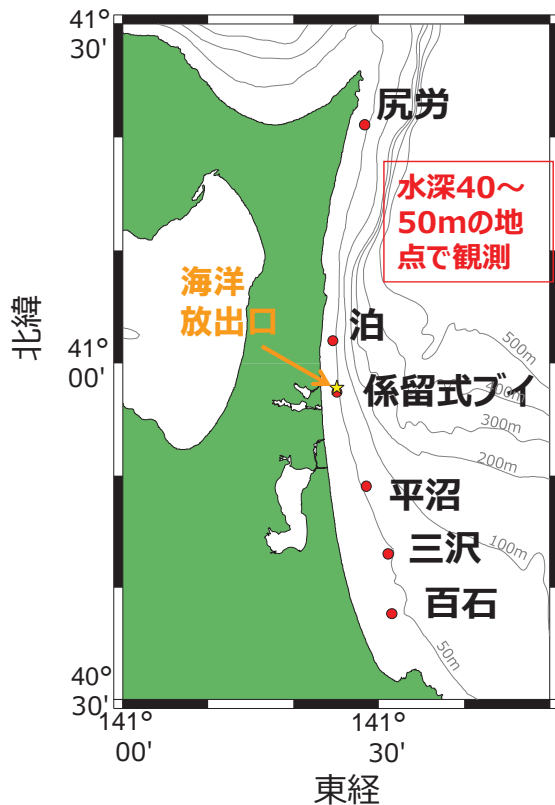 41°
30'
尻労
水深40～
50mの地
点で観測
海洋
放出口
北緯
泊
41°
00'
係留式ブイ
500m
400m
300m
200m
平沼
100m
三沢
百石
50m
40°
30'
141°
00'
141°
30'
東経